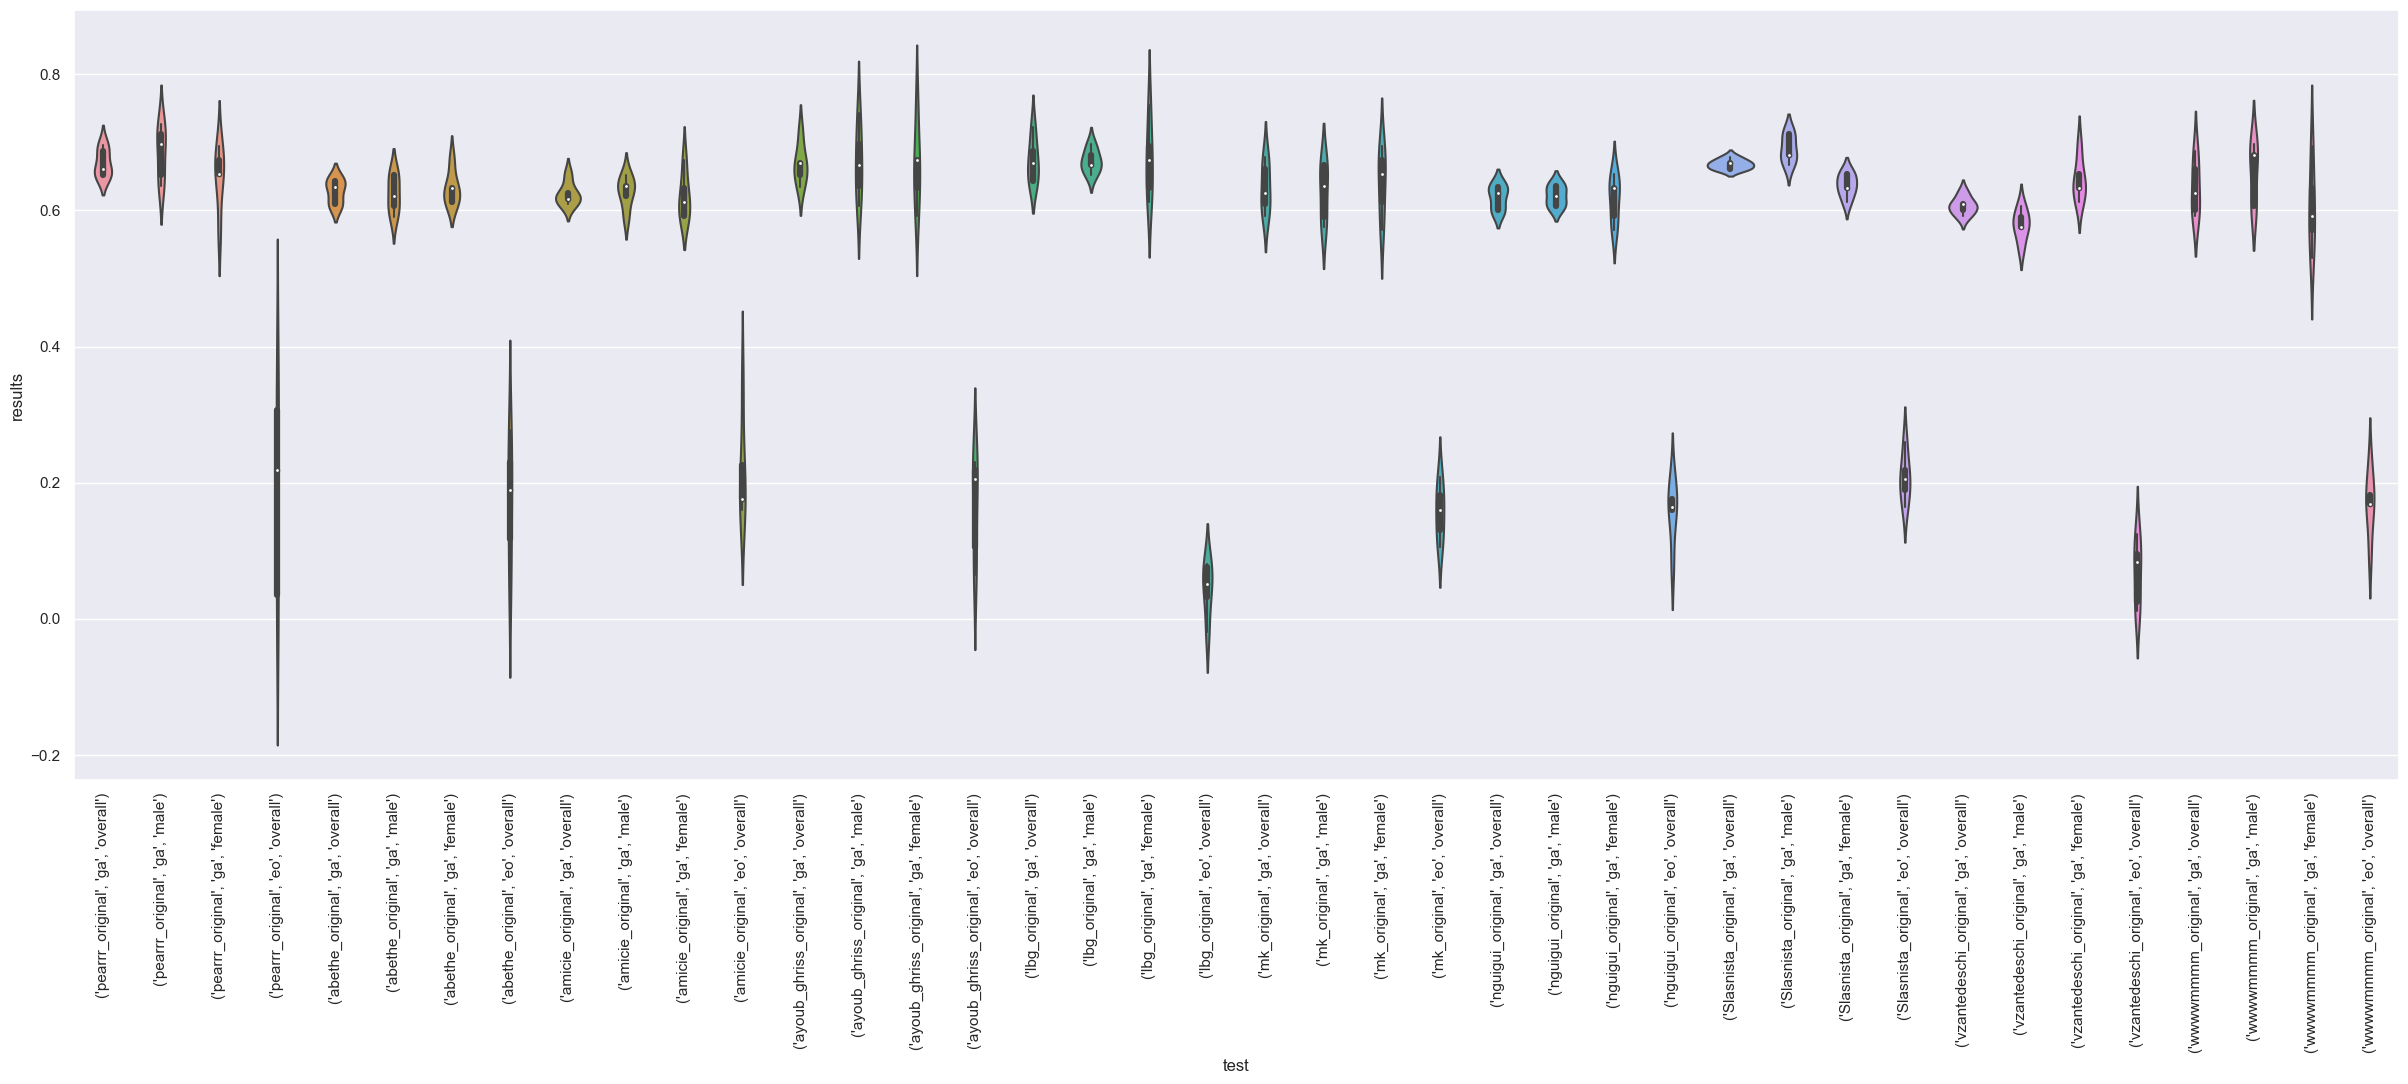 0.8
0.6
0.4
0.2
0.0
−0.2
results
('pearrr_original', 'ga', 'overall')
('pearrr_original', 'ga', 'male')
('pearrr_original', 'ga', 'female')
('pearrr_original', 'eo', 'overall')
('abethe_original', 'ga', 'overall')
('abethe_original', 'ga', 'male')
('abethe_original', 'ga', 'female')
('abethe_original', 'eo', 'overall')
('amicie_original', 'ga', 'overall')
('amicie_original', 'ga', 'male')
('amicie_original', 'ga', 'female')
('amicie_original', 'eo', 'overall')
('ayoub_ghriss_original', 'ga', 'overall')
('ayoub_ghriss_original', 'ga', 'male')
('ayoub_ghriss_original', 'ga', 'female')
('ayoub_ghriss_original', 'eo', 'overall')
('lbg_original', 'ga', 'overall')
('lbg_original', 'ga', 'male')
('lbg_original', 'ga', 'female')
('lbg_original', 'eo', 'overall')
('mk_original', 'ga', 'overall')
('mk_original', 'ga', 'male')
('mk_original', 'ga', 'female')
('mk_original', 'eo', 'overall')
('nguigui_original', 'ga', 'overall')
('nguigui_original', 'ga', 'male')
('nguigui_original', 'ga', 'female')
('nguigui_original', 'eo', 'overall')
('Slasnista_original', 'ga', 'overall')
('Slasnista_original', 'ga', 'male')
('Slasnista_original', 'ga', 'female')
('Slasnista_original', 'eo', 'overall')
('vzantedeschi_original', 'ga', 'overall')
('vzantedeschi_original', 'ga', 'male')
('vzantedeschi_original', 'ga', 'female')
('vzantedeschi_original', 'eo', 'overall')
('wwwwmmmm_original', 'ga', 'overall')
('wwwwmmmm_original', 'ga', 'male')
('wwwwmmmm_original', 'ga', 'female')
('wwwwmmmm_original', 'eo', 'overall')
test